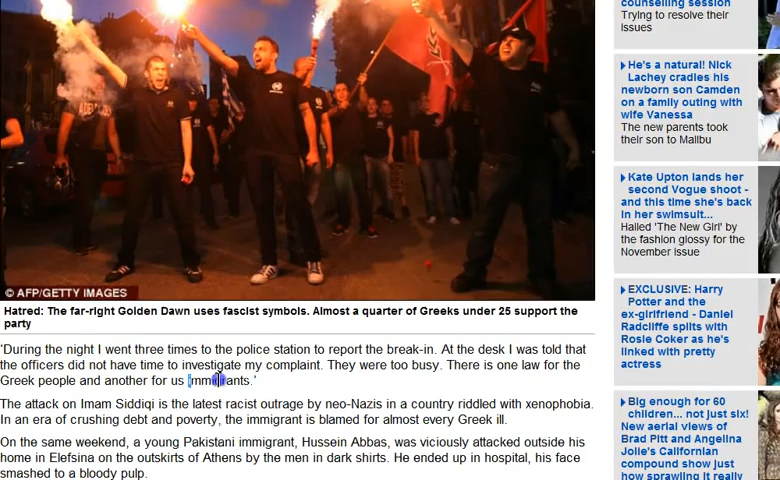 © AFP/GETTY IMAGES
Hatred: The far-right Golden Dawn uses fascist symbols. Almost a quarter of Greeks under 25 support the
party
'During the night I went three times to the police station to report the break-in. At the desk I was told that
the officers did not have time to investigate my complaint. They were too busy. There is one law for the
Greek people and another for us immigrants.'
The attack on Imam Siddiqi is the latest racist outrage by neo-Nazis in a country riddled with xenophobia.
In an era of crushing debt and poverty, the immigrant is blamed for almost every Greek ill.
On the same weekend, a young Pakistani immigrant, Hussein Abbas, was viciously attacked outside his
home in Elefsina on the outskirts of Athens by the men in dark shirts. He ended up in hospital, his face
smashed to a bloody pulp.
counselling session
Trying to resolve their
issues
He's a natural! Nick
Lachey cradles his
newborn son Camden
on a family outing with
wife Vanessa
The new parents took
their son to Malibu
Kate Upton lands her
second Vogue shoot -
and this time she's back
in her swimsuit...
Hailed 'The New Girl' by
the fashion glossy for the
November issue
EXCLUSIVE: Harry
Potter and the
ex-girlfriend - Daniel
Radcliffe splits with
Rosie Coker as he's
linked with pretty
actress
Big enough for 60
children... not just six!
New aerial views of
Brad Pitt and Angelina
Jolie's Californian
compound show just
how sprawling it really